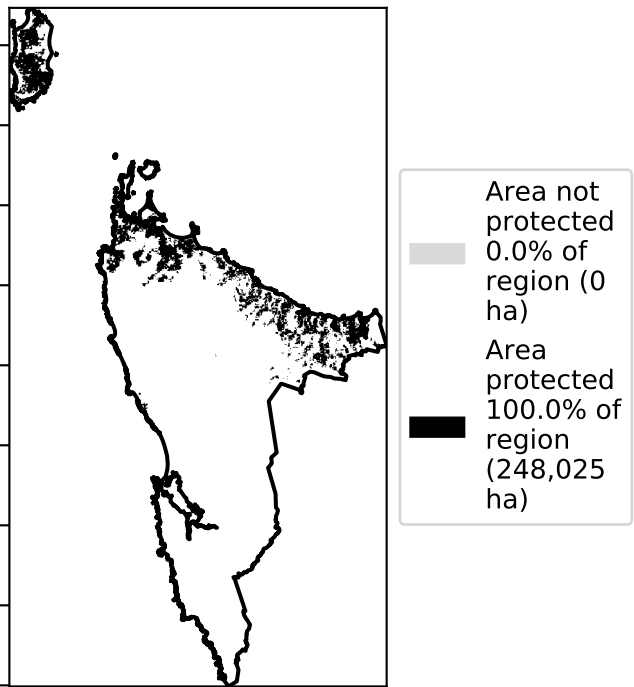 Area not
protected
0.0% of
region (0
ha)
Area
protected
100.0% of
region
(248,025
ha)